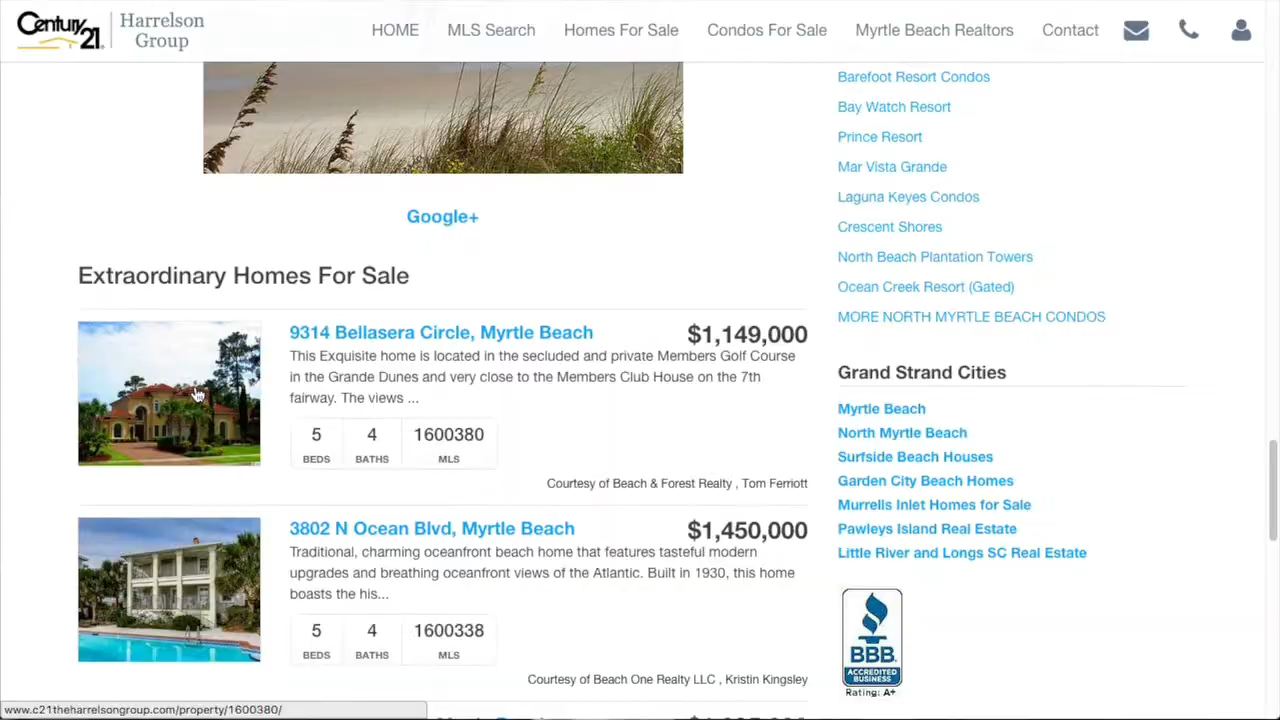 Century 21 Harrelson Group
HOME MLS Search Homes For Sale Condos For Sale Myrtle Beach Realtors Contact
Google+
Extraordinary Homes For Sale
9314 Bellasera Circle, Myrtle Beach
$1,149,000
This Exquisite home is located in the secluded and private Members Golf Course
in the Grande Dunes and very close to the Members Club House on the 7th
fairway. The views ...
5 4 1600380
BEDS BATHS MLS
Courtesy of Beach & Forest Realty , Tom Ferriott
3802 N Ocean Blvd, Myrtle Beach
$1,450,000
Traditional, charming oceanfront beach home that features tasteful modern
upgrades and breathing oceanfront views of the Atlantic. Built in 1930, this home
boasts the his...
5 4 1600338
BEDS BATHS MLS
Courtesy of Beach One Realty LLC , Kristin Kingsley
Barefoot Resort Condos
Bay Watch Resort
Prince Resort
Mar Vista Grande
Laguna Keyes Condos
Crescent Shores
North Beach Plantation Towers
Ocean Creek Resort (Gated)
MORE NORTH MYRTLE BEACH CONDOS
Grand Strand Cities
Myrtle Beach
North Myrtle Beach
Surfside Beach Houses
Garden City Beach Homes
Murrells Inlet Homes for Sale
Pawleys Island Real Estate
Little River and Longs SC Real Estate
BBB
ACCREDITED
BUSINESS
Rating: A+
www.c21theharrelsongroup.com/property/1600380/